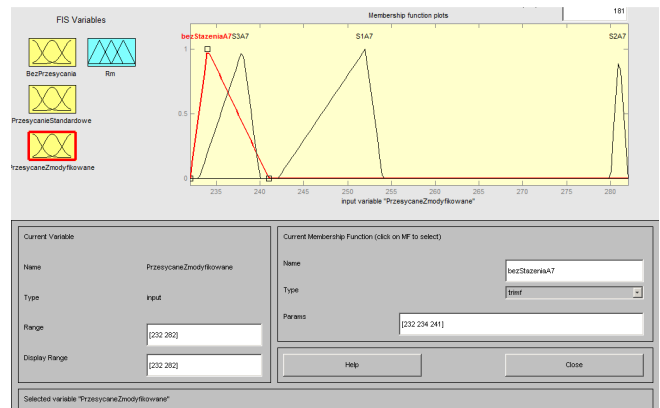 FIS Variables
Membership function plots
181
bezStazeniaA7 S3A7 S1A7 S2A7
1
0.5
0
235 240 245 250 255 260 265 270 275 280
input variable "PrzesycaneZmodyfikowane"
BezPrzesycania Rm
PrzesycanieStandardowe
PrzesycaneZmodyfikowane
Current Variable
Name PrzesycaneZmodyfikowane
Type input
Range [232 282]
Display Range [232 282]
Current Membership Function (click on MF to select)
Name bezStazeniaA7
Type trimf
Params [232 234 241]
Help Close
Selected variable "PrzesycaneZmodyfikowane"